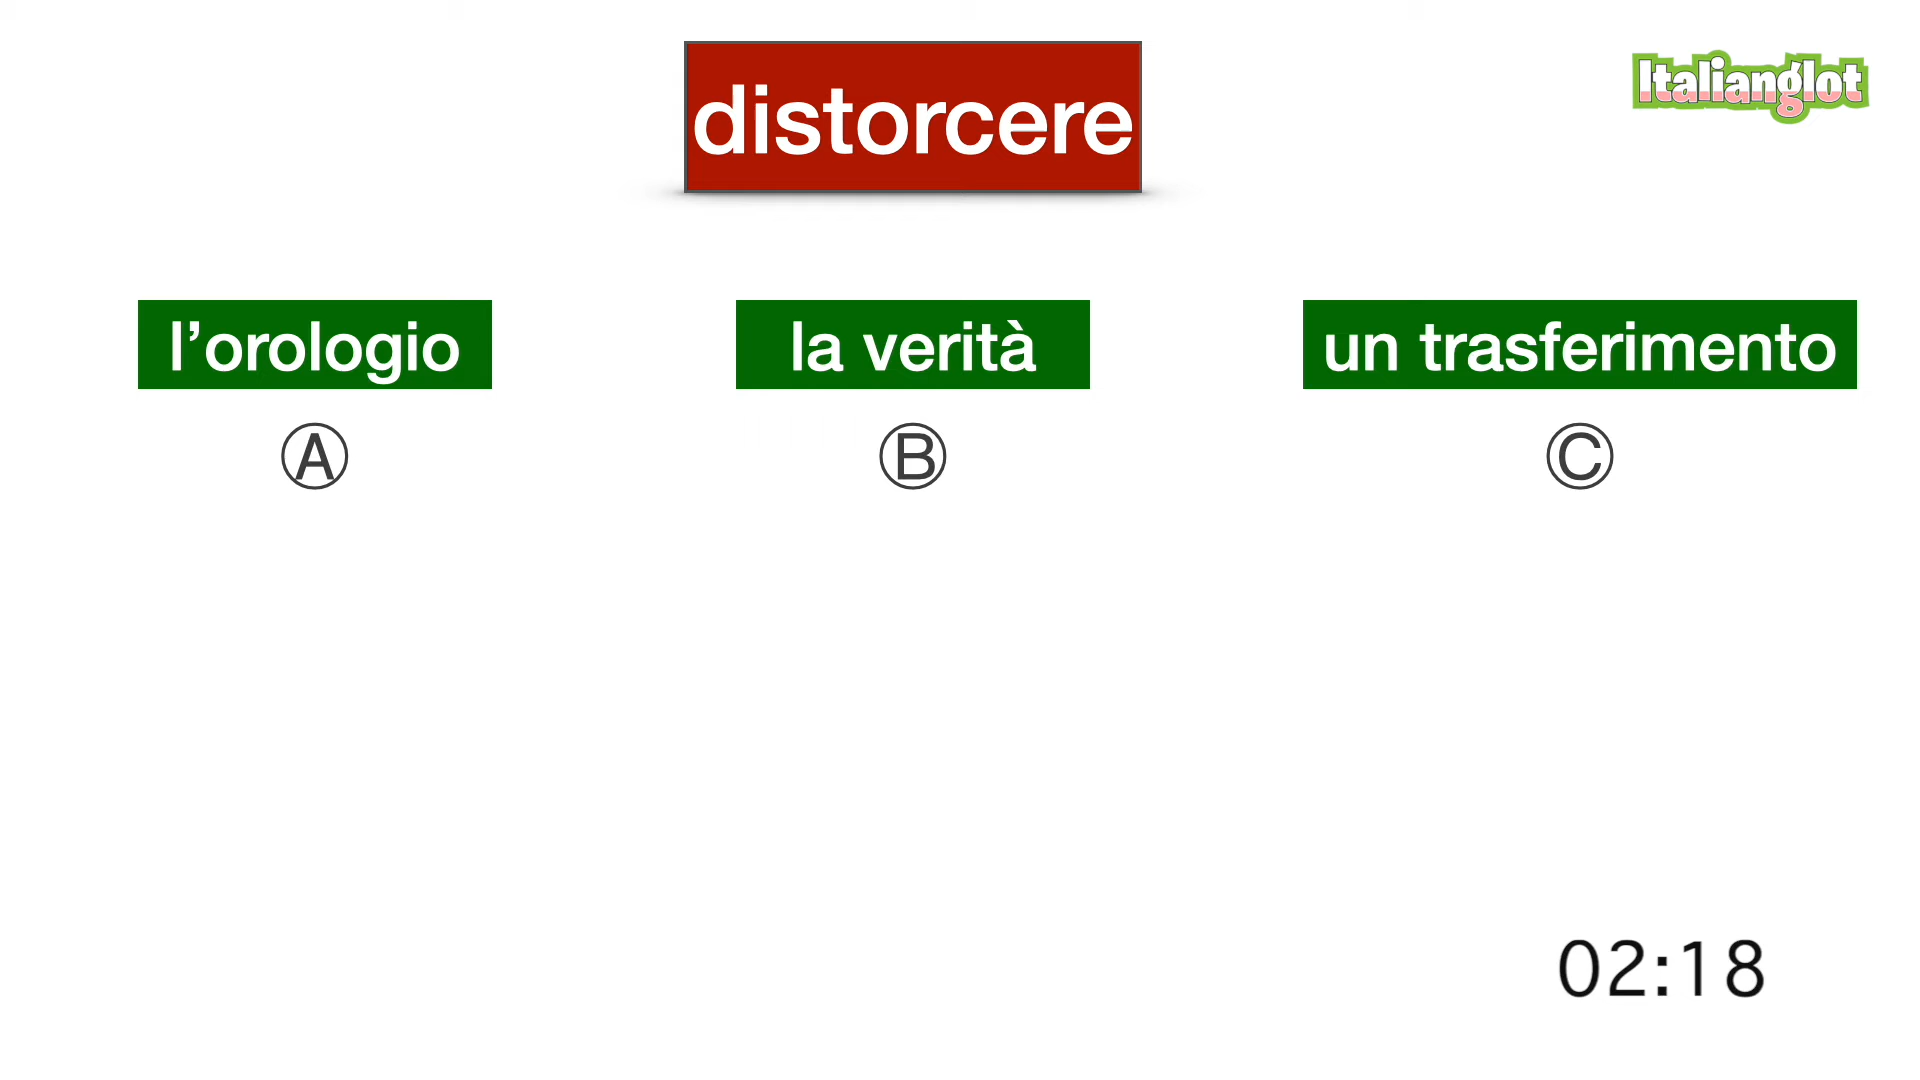 distorcere
Italianglot
l’orologio
la verità
un trasferimento
A
B
C
02:18